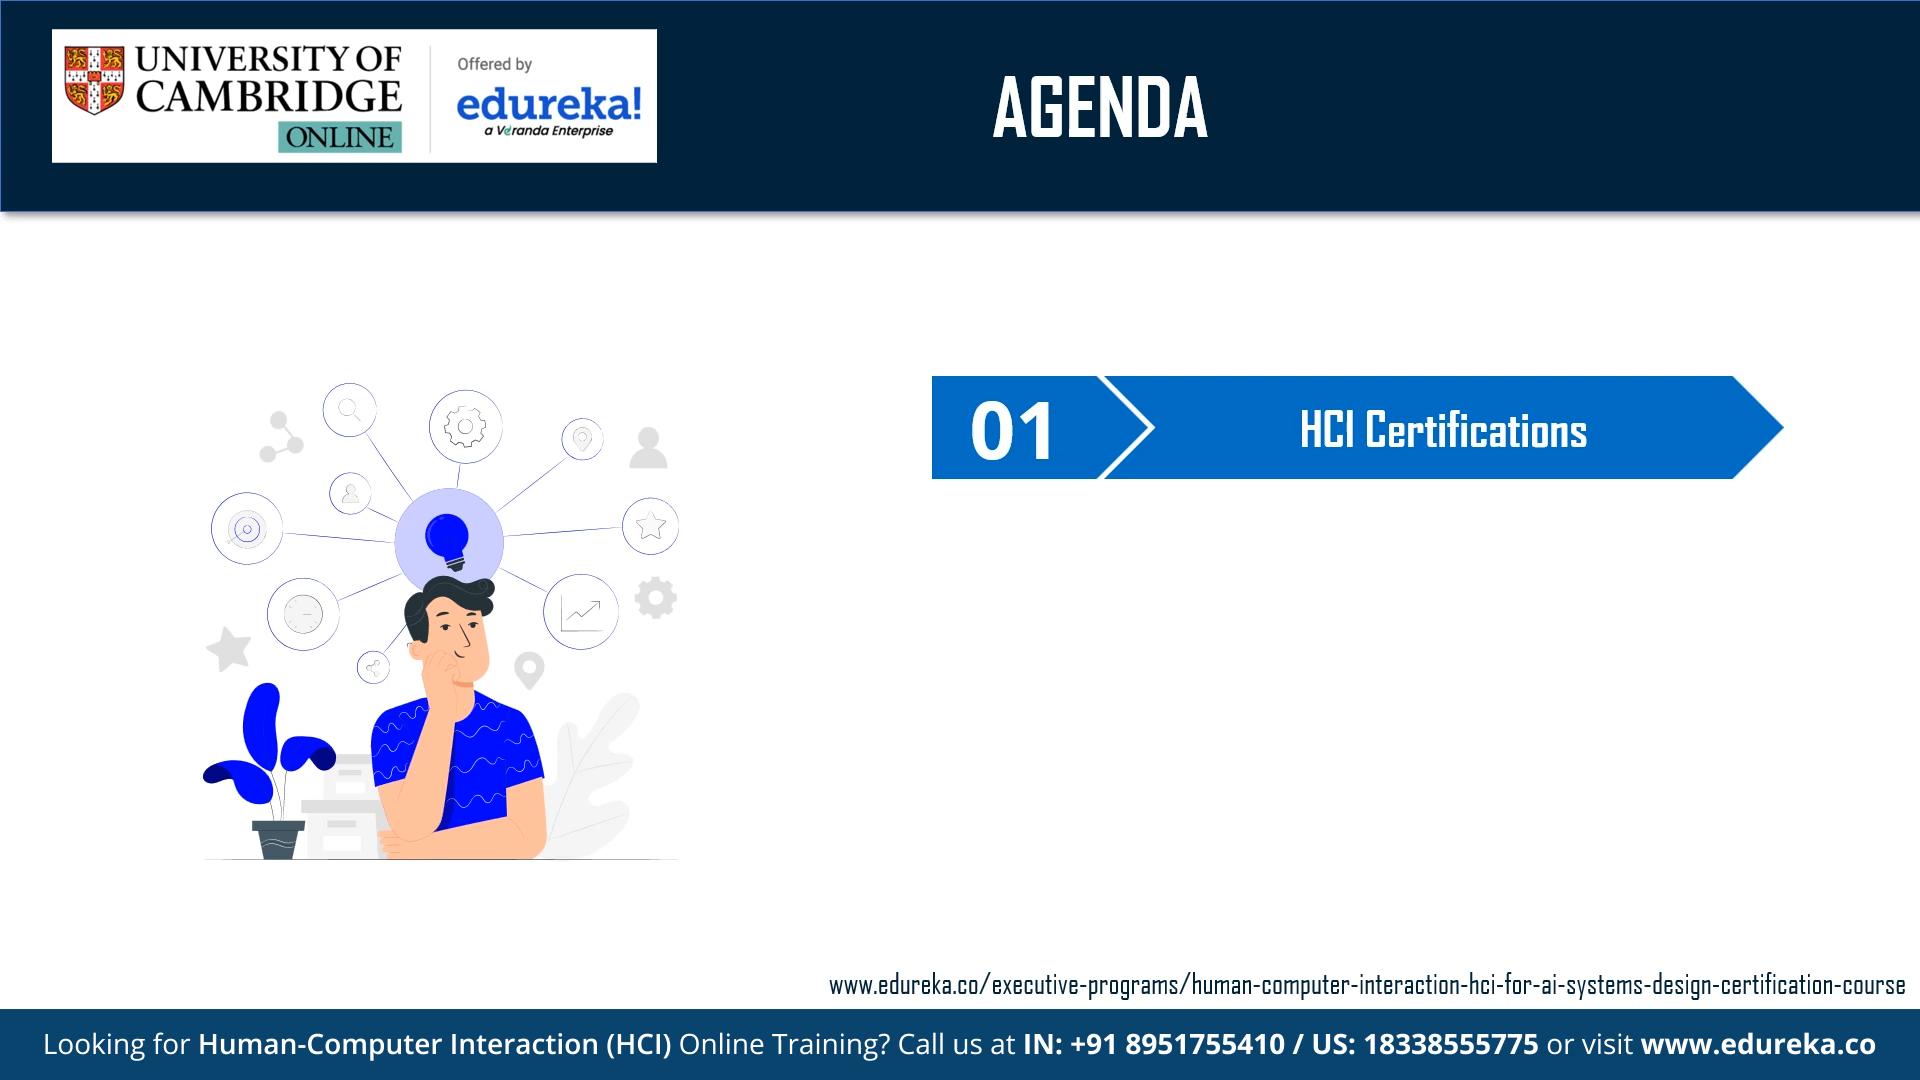 UNIVERSITY OF
CAMBRIDGE
ONLINE
Offered by
edureka!
a Veranda Enterprise
AGENDA
01
HCI Certifications
www.edureka.co/executive-programs/human-computer-interaction-hci-for-ai-systems-design-certification-course
Looking for Human-Computer Interaction (HCI) Online Training? Call us at IN: +91 8951755410 / US: 18338555775 or visit www.edureka.co